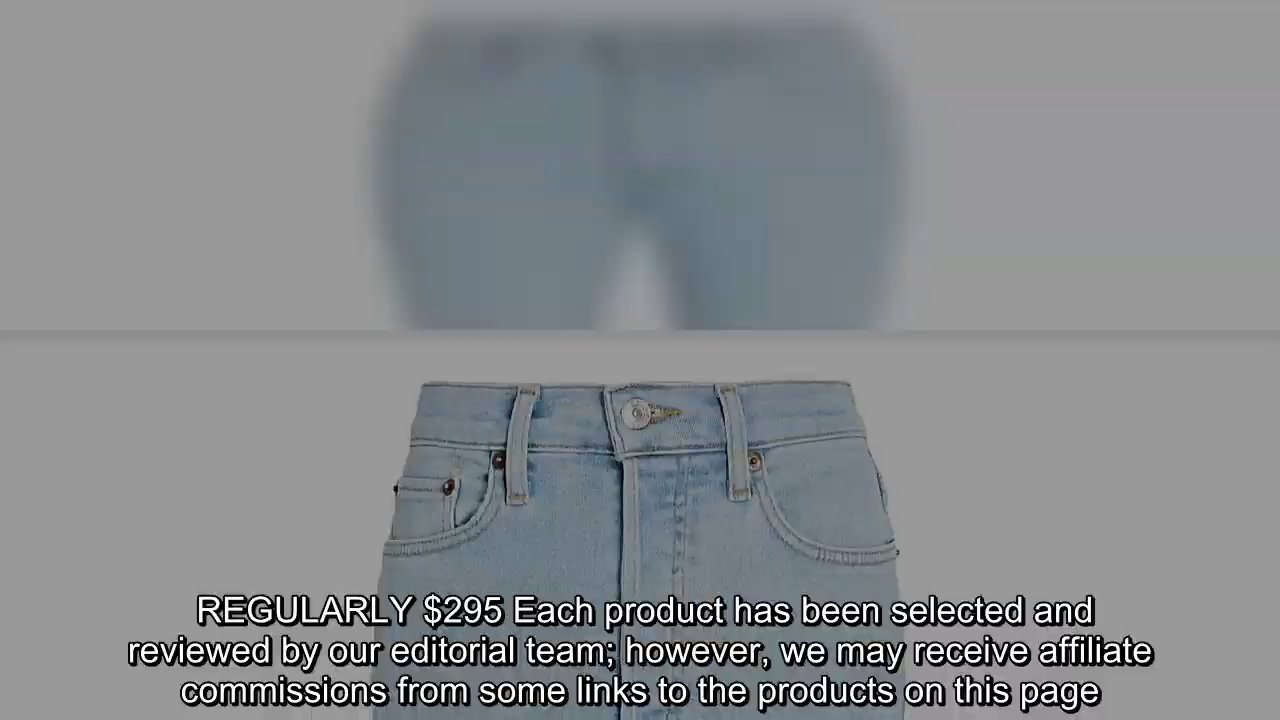 REGULARLY $295 Each product has been selected and
reviewed by our editorial team; however, we may receive affiliate
commissions from some links to the products on this page